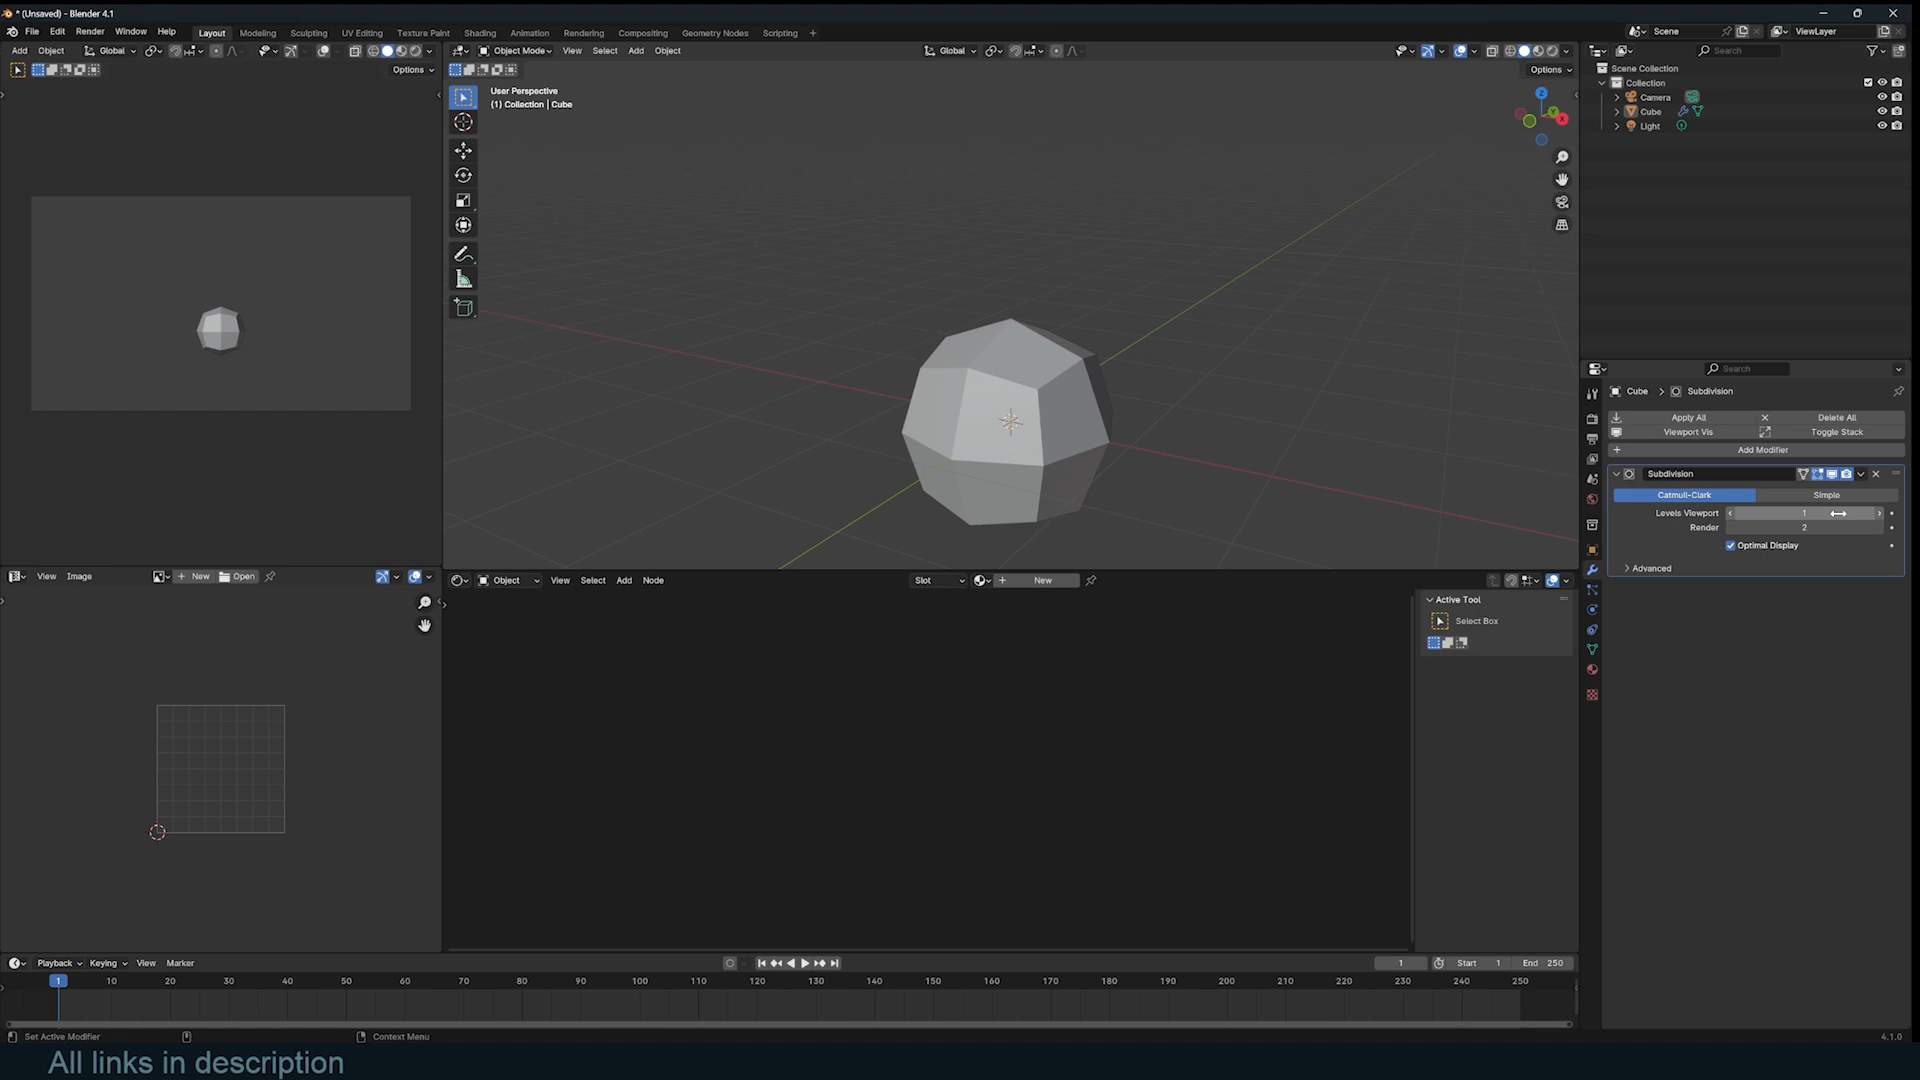 * (Unsaved) - Blender 4.1
File Edit Render Window Help Layout Modeling Sculpting UV Editing Texture Paint Shading Animation Rendering Compositing Geometry Nodes Scripting + Scene ViewLayer
Add Object Global Object Mode View Select Add Object Global Search
Options Options
User Perspective
(1) Collection | Cube
Z
Y
X
Scene Collection
Collection
Camera
Cube
Light
Search
Cube > Subdivision
Apply All Delete All
Viewport Vis Toggle Stack
Add Modifier
Subdivision
Catmull-Clark Simple
Levels Viewport 1
Render 2
Optimal Display
Advanced
View Image New Open
Object View Select Add Node Slot New
Active Tool
Select Box
Playback Keying View Marker 1 Start 1 End 250
1 10 20 30 40 50 60 70 80 90 100 110 120 130 140 150 160 170 180 190 200 210 220 230 240 250
Set Active Modifier Context Menu 4.1.0
All links in description